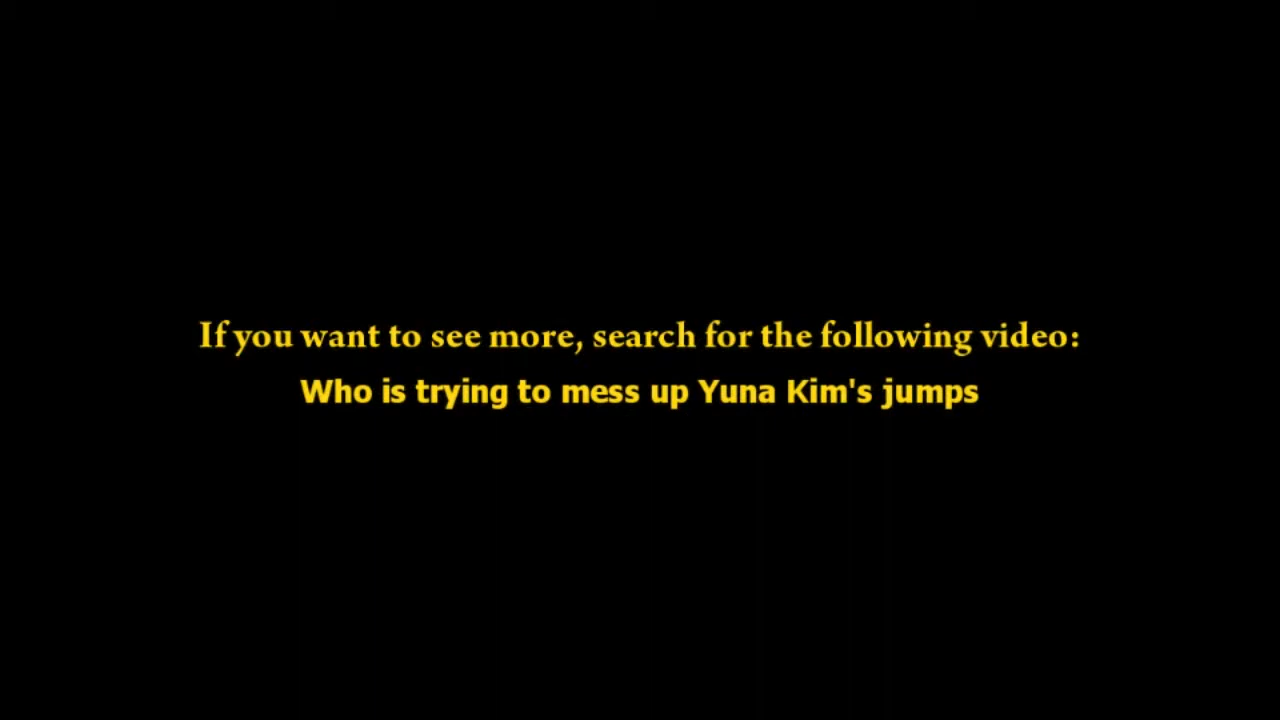 If you want to see more, search for the following video:
Who is trying to mess up Yuna Kim's jumps